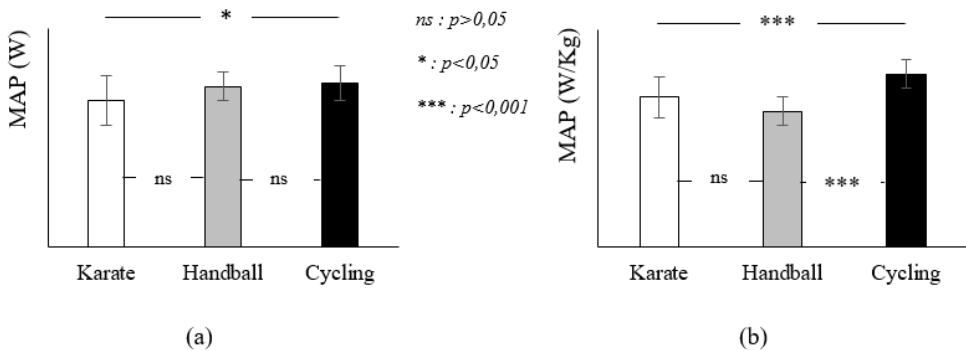 *
MAP (W)
ns
ns
Karate
Handball
Cycling
(a)
ns : p>0,05
* : p<0,05
*** : p<0,001
***
MAP (W/Kg)
ns
***
Karate
Handball
Cycling
(b)